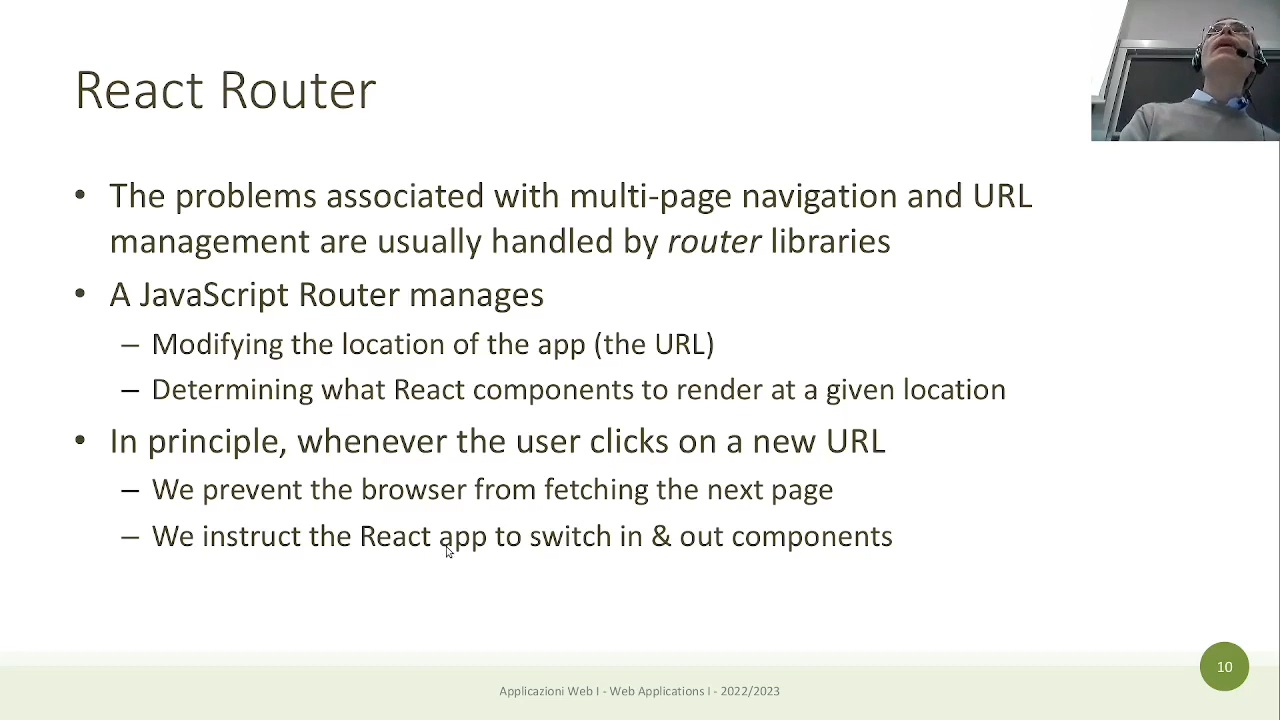 React Router
• The problems associated with multi-page navigation and URL
management are usually handled by router libraries
• A JavaScript Router manages
– Modifying the location of the app (the URL)
– Determining what React components to render at a given location
• In principle, whenever the user clicks on a new URL
– We prevent the browser from fetching the next page
– We instruct the React app to switch in & out components
10
Applicazioni Web I - Web Applications I - 2022/2023